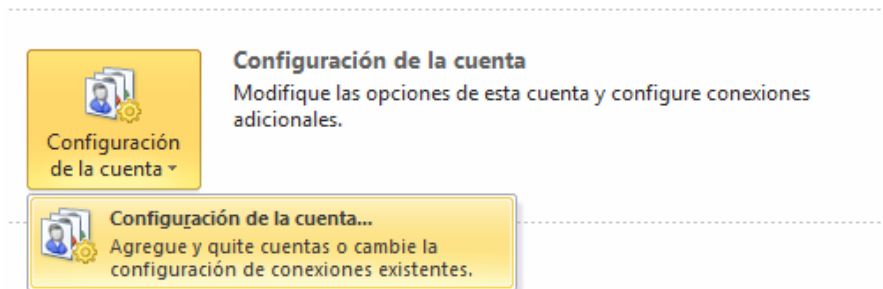 Configuración de la cuenta
Modifique las opciones de esta cuenta y configure conexiones
adicionales.
Configuración
de la cuenta
Configuración de la cuenta...
Agregue y quite cuentas o cambie la
configuración de conexiones existentes.